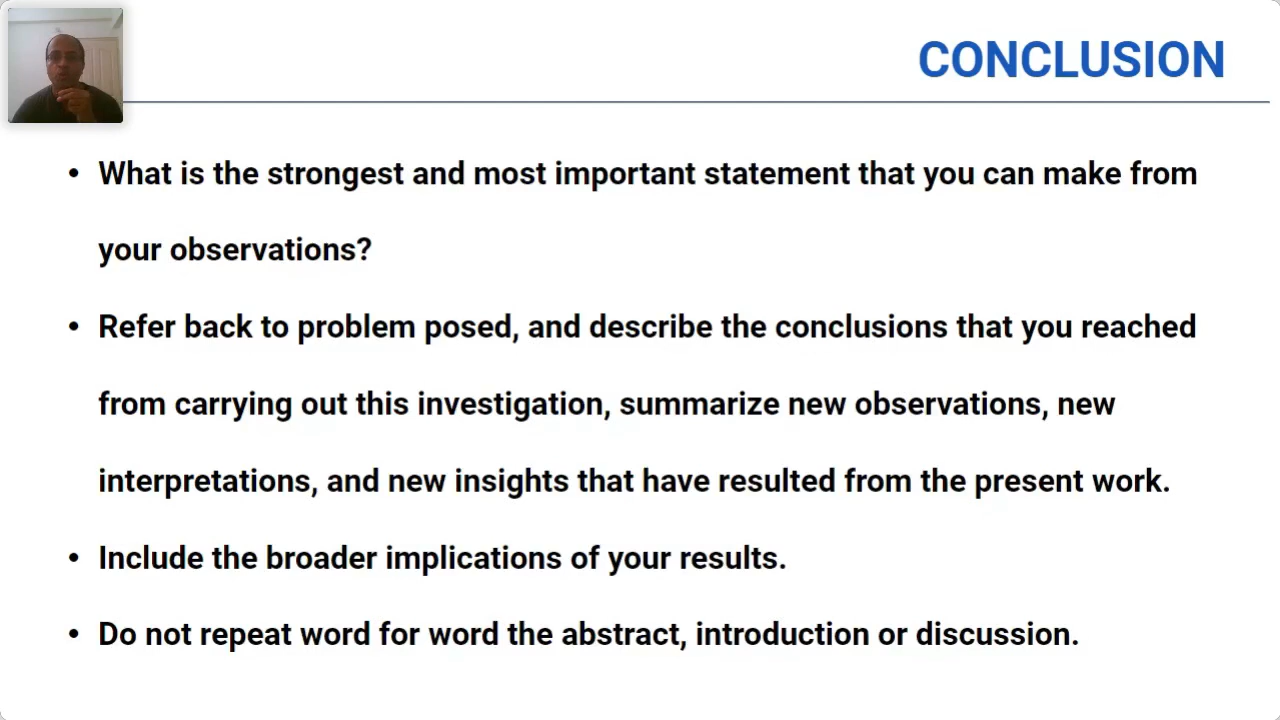 CONCLUSION
• What is the strongest and most important statement that you can make from
your observations?
• Refer back to problem posed, and describe the conclusions that you reached
from carrying out this investigation, summarize new observations, new
interpretations, and new insights that have resulted from the present work.
• Include the broader implications of your results.
• Do not repeat word for word the abstract, introduction or discussion.